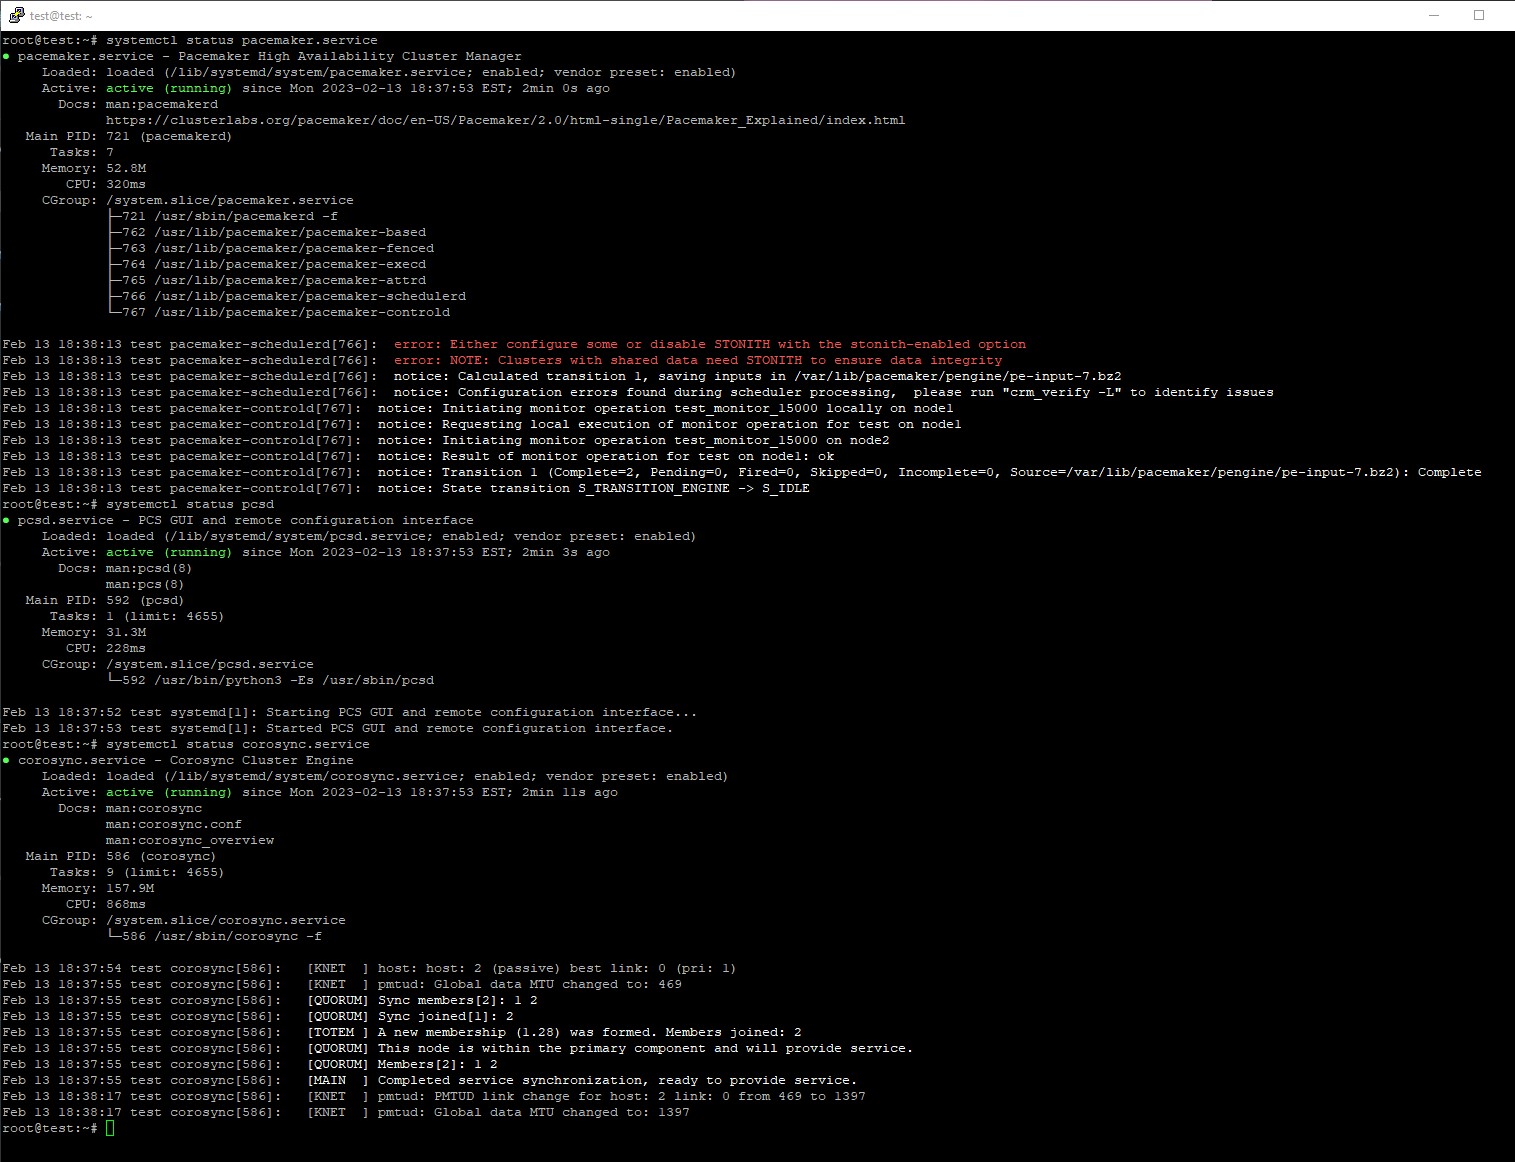 test@test: ~
root@test:~# systemctl status pacemaker.service
● pacemaker.service - Pacemaker High Availability Cluster Manager
     Loaded: loaded (/lib/systemd/system/pacemaker.service; enabled; vendor preset: enabled)
     Active: active (running) since Mon 2023-02-13 18:37:53 EST; 2min 0s ago
       Docs: man:pacemakerd
             https://clusterlabs.org/pacemaker/doc/en-US/Pacemaker/2.0/html-single/Pacemaker_Explained/index.html
   Main PID: 721 (pacemakerd)
      Tasks: 7
     Memory: 52.8M
        CPU: 320ms
     CGroup: /system.slice/pacemaker.service
             ├─721 /usr/sbin/pacemakerd -f
             ├─762 /usr/lib/pacemaker/pacemaker-based
             ├─763 /usr/lib/pacemaker/pacemaker-fenced
             ├─764 /usr/lib/pacemaker/pacemaker-execd
             ├─765 /usr/lib/pacemaker/pacemaker-attrd
             ├─766 /usr/lib/pacemaker/pacemaker-schedulerd
             └─767 /usr/lib/pacemaker/pacemaker-controld
Feb 13 18:38:13 test pacemaker-schedulerd[766]:  error: Either configure some or disable STONITH with the stonith-enabled option
Feb 13 18:38:13 test pacemaker-schedulerd[766]:  error: NOTE: Clusters with shared data need STONITH to ensure data integrity
Feb 13 18:38:13 test pacemaker-schedulerd[766]:  notice: Calculated transition 1, saving inputs in /var/lib/pacemaker/pengine/pe-input-7.bz2
Feb 13 18:38:13 test pacemaker-schedulerd[766]:  notice: Configuration errors found during scheduler processing,  please run "crm_verify -L" to identify issues
Feb 13 18:38:13 test pacemaker-controld[767]:  notice: Initiating monitor operation test_monitor_15000 locally on node1
Feb 13 18:38:13 test pacemaker-controld[767]:  notice: Requesting local execution of monitor operation for test on node1
Feb 13 18:38:13 test pacemaker-controld[767]:  notice: Initiating monitor operation test_monitor_15000 on node2
Feb 13 18:38:13 test pacemaker-controld[767]:  notice: Result of monitor operation for test on node1: ok
Feb 13 18:38:13 test pacemaker-controld[767]:  notice: Transition 1 (Complete=2, Pending=0, Fired=0, Skipped=0, Incomplete=0, Source=/var/lib/pacemaker/pengine/pe-input-7.bz2): Complete
Feb 13 18:38:13 test pacemaker-controld[767]:  notice: State transition S_TRANSITION_ENGINE -> S_IDLE
root@test:~# systemctl status pcsd
● pcsd.service - PCS GUI and remote configuration interface
     Loaded: loaded (/lib/systemd/system/pcsd.service; enabled; vendor preset: enabled)
     Active: active (running) since Mon 2023-02-13 18:37:53 EST; 2min 3s ago
       Docs: man:pcsd(8)
             man:pcs(8)
   Main PID: 592 (pcsd)
      Tasks: 1 (limit: 4655)
     Memory: 31.3M
        CPU: 228ms
     CGroup: /system.slice/pcsd.service
             └─592 /usr/bin/python3 -Es /usr/sbin/pcsd
Feb 13 18:37:52 test systemd[1]: Starting PCS GUI and remote configuration interface...
Feb 13 18:37:53 test systemd[1]: Started PCS GUI and remote configuration interface.
root@test:~# systemctl status corosync.service
● corosync.service - Corosync Cluster Engine
     Loaded: loaded (/lib/systemd/system/corosync.service; enabled; vendor preset: enabled)
     Active: active (running) since Mon 2023-02-13 18:37:53 EST; 2min 11s ago
       Docs: man:corosync
             man:corosync.conf
             man:corosync_overview
   Main PID: 586 (corosync)
      Tasks: 9 (limit: 4655)
     Memory: 157.9M
        CPU: 868ms
     CGroup: /system.slice/corosync.service
             └─586 /usr/sbin/corosync -f
Feb 13 18:37:54 test corosync[586]:   [KNET  ] host: host: 2 (passive) best link: 0 (pri: 1)
Feb 13 18:37:55 test corosync[586]:   [KNET  ] pmtud: Global data MTU changed to: 469
Feb 13 18:37:55 test corosync[586]:   [QUORUM] Sync members[2]: 1 2
Feb 13 18:37:55 test corosync[586]:   [QUORUM] Sync joined[1]: 2
Feb 13 18:37:55 test corosync[586]:   [TOTEM ] A new membership (1.28) was formed. Members joined: 2
Feb 13 18:37:55 test corosync[586]:   [QUORUM] This node is within the primary component and will provide service.
Feb 13 18:37:55 test corosync[586]:   [QUORUM] Members[2]: 1 2
Feb 13 18:37:55 test corosync[586]:   [MAIN  ] Completed service synchronization, ready to provide service.
Feb 13 18:38:17 test corosync[586]:   [KNET  ] pmtud: PMTUD link change for host: 2 link: 0 from 469 to 1397
Feb 13 18:38:17 test corosync[586]:   [KNET  ] pmtud: Global data MTU changed to: 1397
root@test:~#